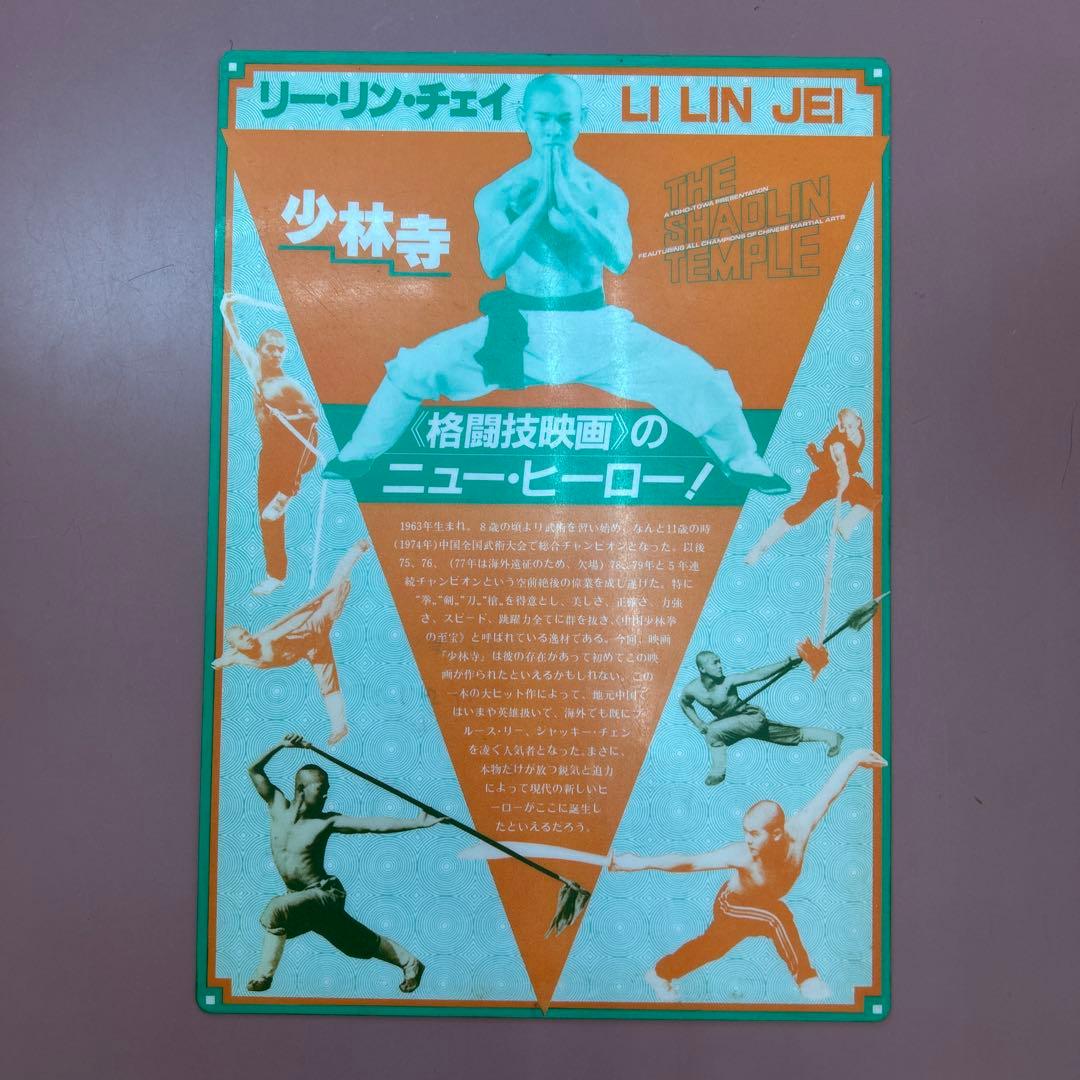 リー・リン・チェイ
LI LIN JEI
少林寺
THE
A TOHO-TOWA PRESENTATION
SHAOLIN
FEAUTURING ALL CHAMPIONS OF CHINESE MARTIAL ARTS
TEMPLE
《格闘技映画》の
ニュー・ヒーロー!
1963年生まれ。8歳の頃より武術を習い始め、なんと11歳の時
(1974年)中国全国武術大会で総合チャンピオンとなった。以後
75、76、(77年は海外遠征のため、欠場)78、79年と5年連
続チャンピオンという空前絶後の偉業を成し遂げた。特に
"拳„"剣„"刀„"槍„を得意とし、美しさ、正確さ、力強
さ、スピード、跳躍力全てに群を抜き、《中国少林拳
の至宝》と呼ばれている逸材である。今回、映画
「少林寺」は彼の存在があって初めてこの映
画が作られたといえるかもしれない。この
一本の大ヒット作によって、地元中国で
はいまや英雄扱いで、海外でも既にブ
ルース・リー、ジャッキー・チェン
を凌ぐ人気者となった。まさに、
本物だけが放つ鋭気と迫力
によって現代の新しいヒ
ーローがここに誕生し
たといえるだろう。